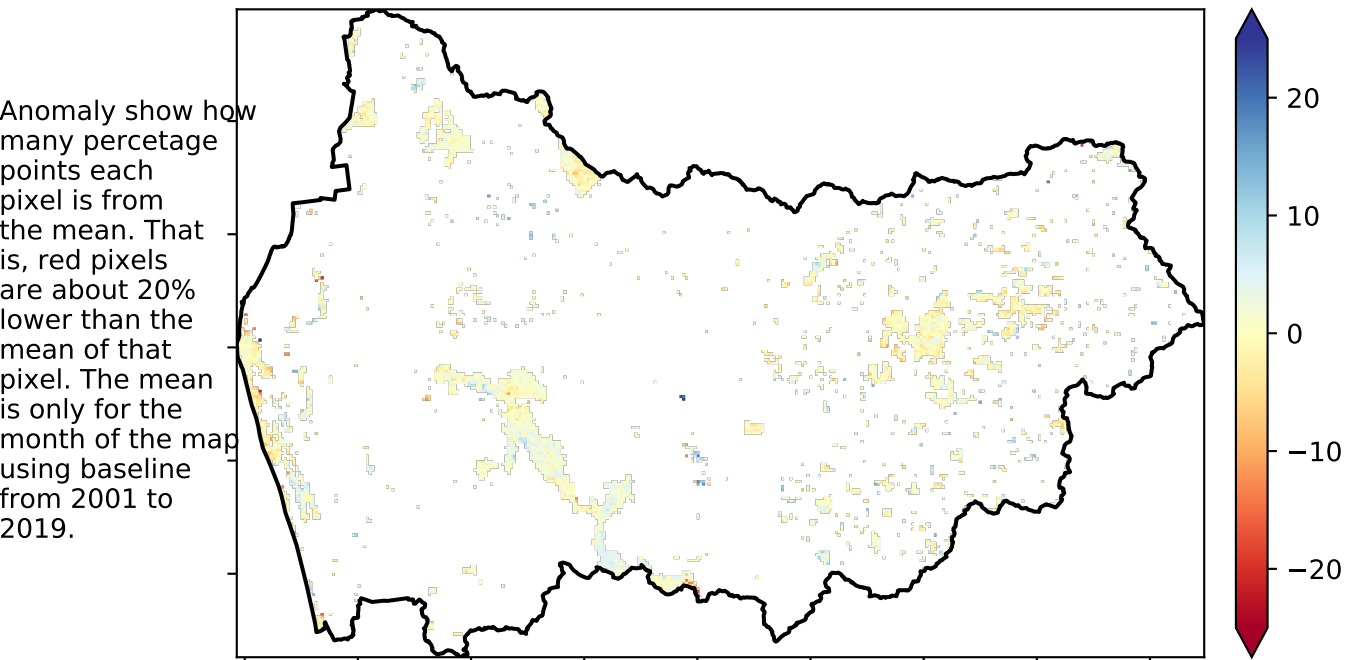 Anomaly show how
many percetage
points each
pixel is from
the mean. That
is, red pixels
are about 20%
lower than the
mean of that
pixel. The mean
is only for the
month of the map
using baseline
from 2001 to
2019.
20
10
0
−10
−20